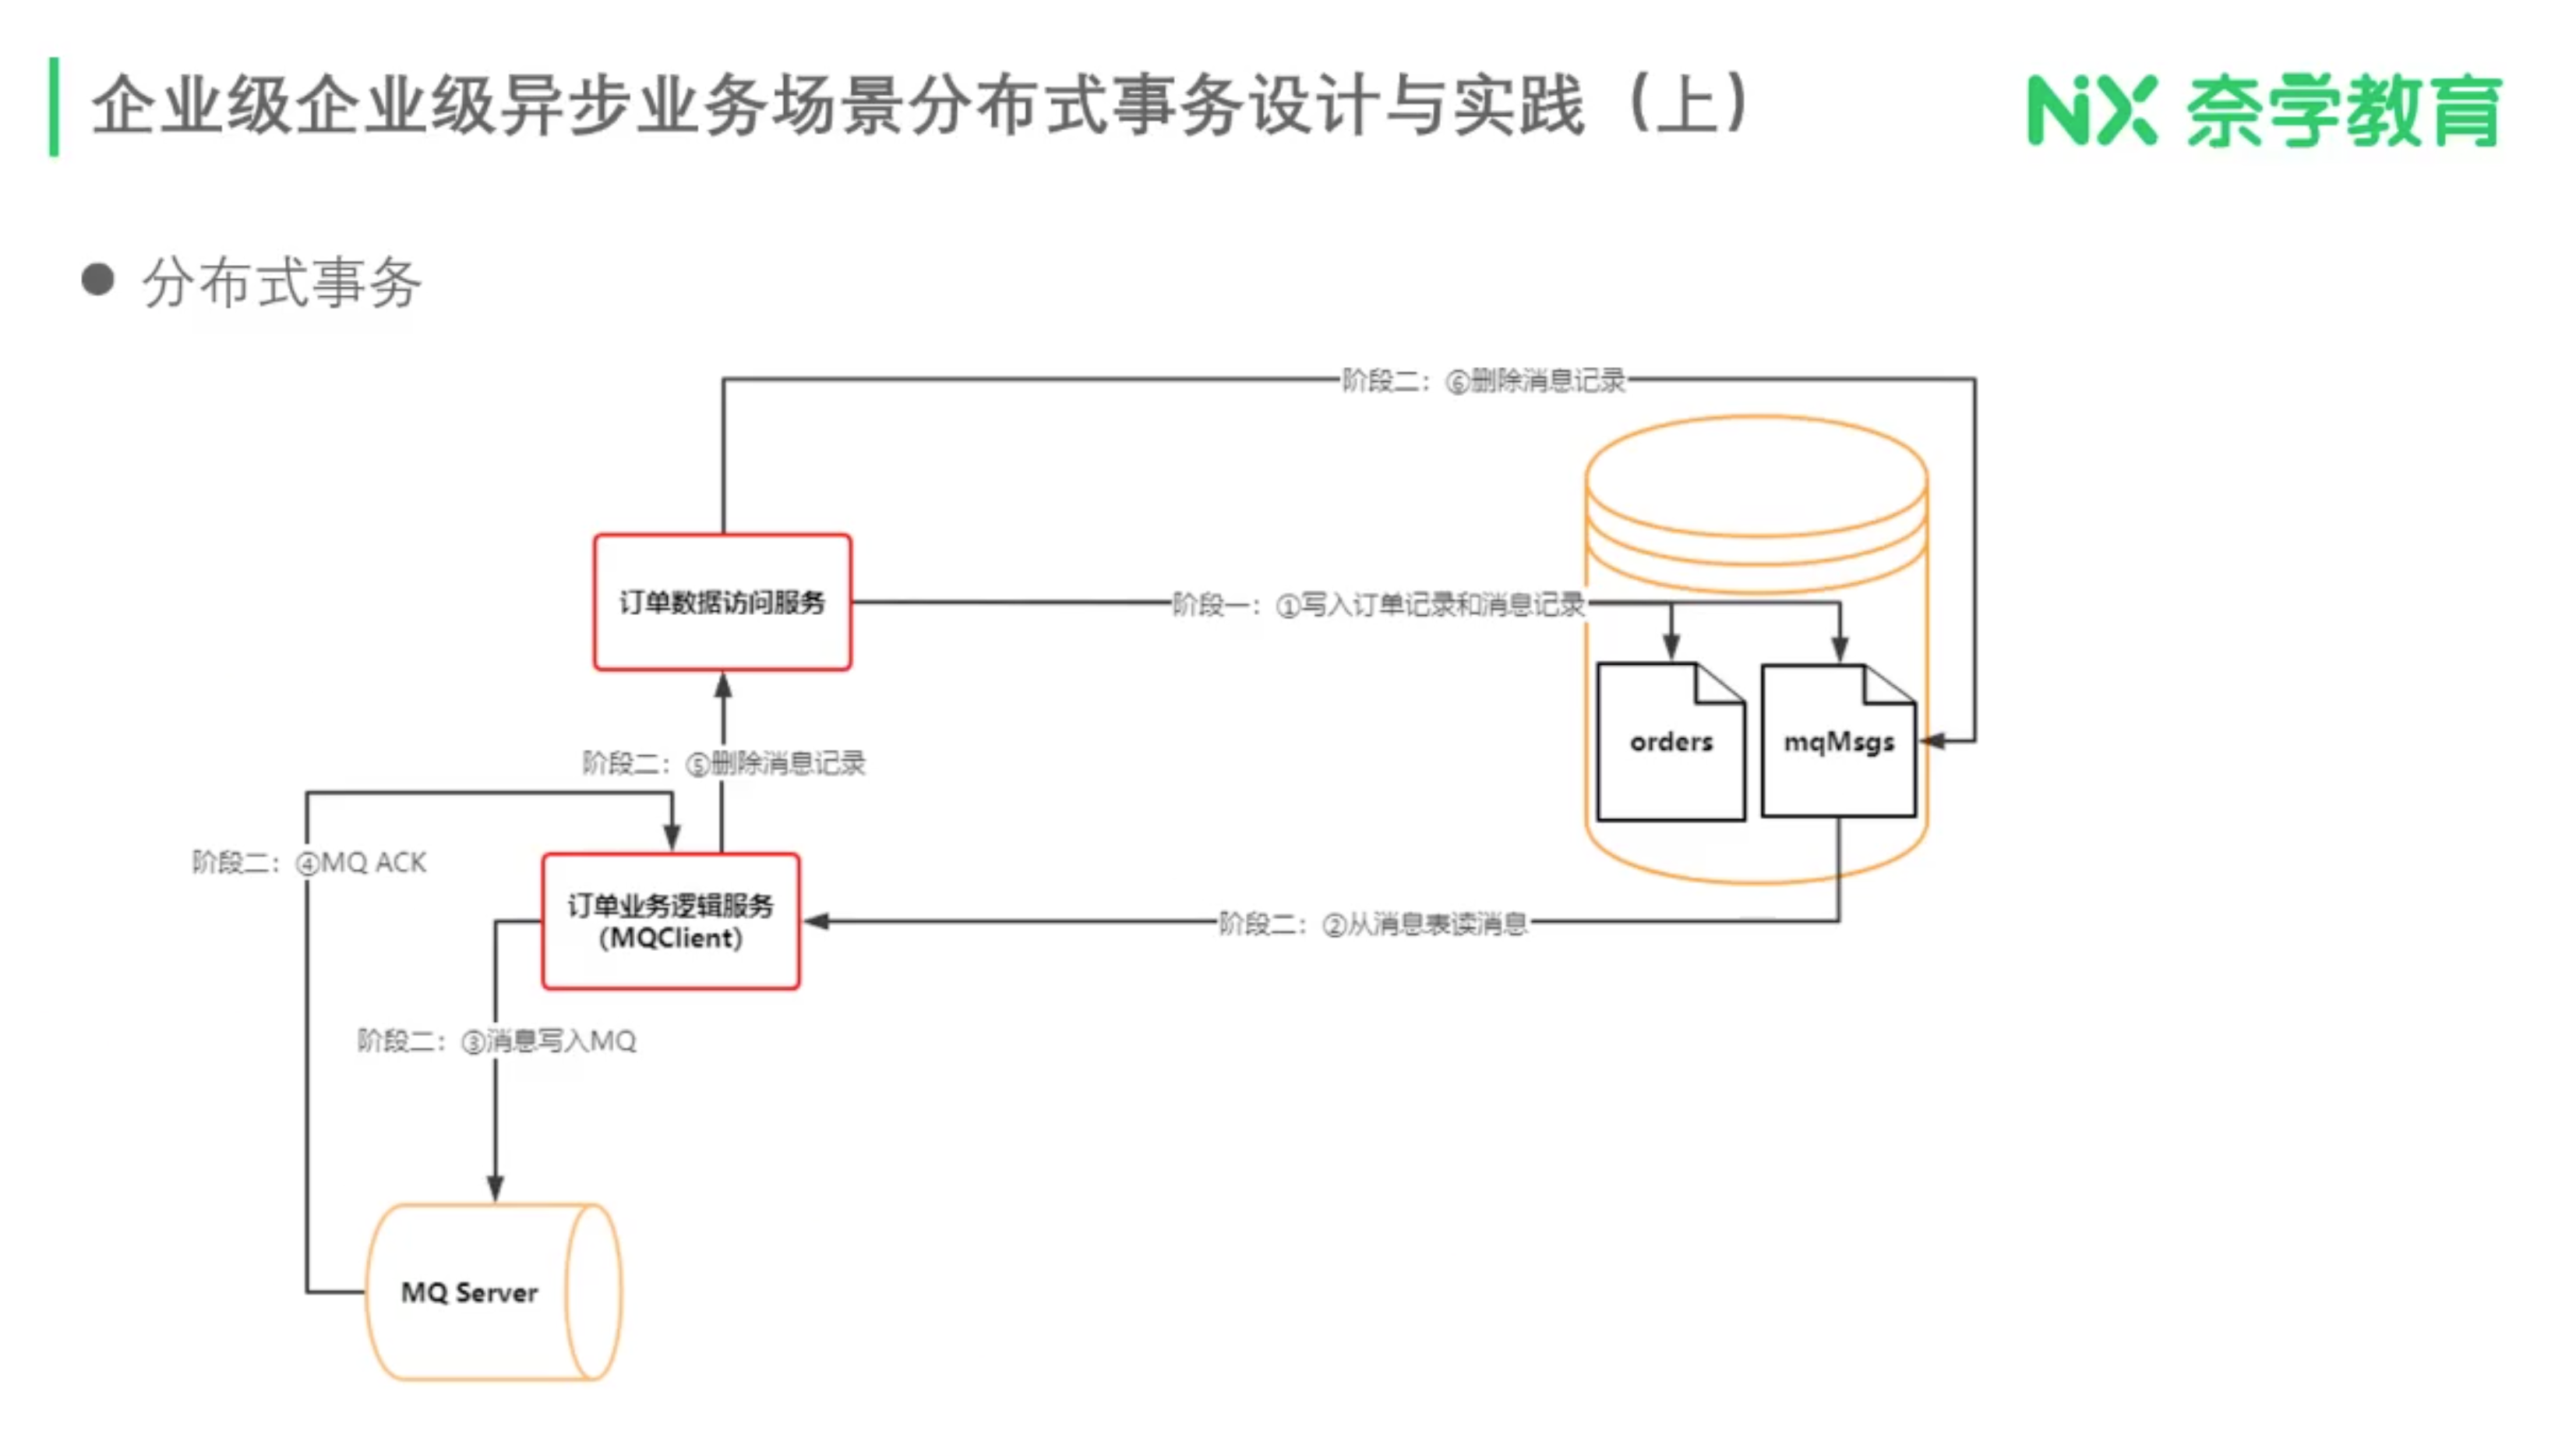 企业级企业级异步业务场景分布式事务设计与实践（上）
NX 奈学教育
● 分布式事务
阶段二：⑥删除消息记录
订单数据访问服务
阶段一：①写入订单记录和消息记录
orders
mqMsgs
阶段二：⑤删除消息记录
阶段二：④MQ ACK
订单业务逻辑服务
（MQClient）
阶段二：②从消息表读消息
阶段二：③消息写入MQ
MQ Server